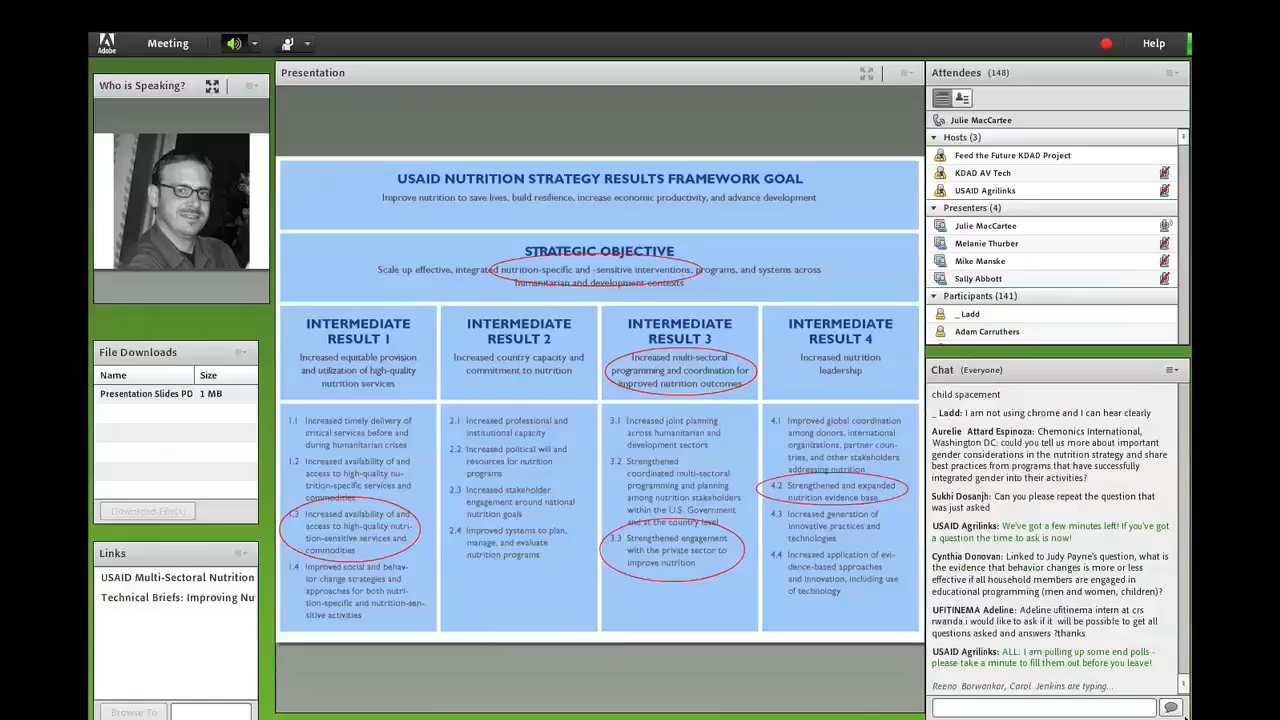 Adobe
Meeting
Help
Who is Speaking?
File Downloads
Name Size
Presentation Slides PD 1 MB
Download File(s)
Links
USAID Multi-Sectoral Nutrition
Technical Briefs: Improving Nu
Browse To
Presentation
USAID NUTRITION STRATEGY RESULTS FRAMEWORK GOAL
Improve nutrition to save lives, build resilience, increase economic productivity, and advance development
STRATEGIC OBJECTIVE
Scale up effective, integrated nutrition-specific and -sensitive interventions, programs, and systems across
humanitarian and development contexts
INTERMEDIATE
RESULT 1
Increased equitable provision
and utilization of high-quality
nutrition services
1.1 Increased timely delivery of
critical services before and
during humanitarian crises
1.2 Increased availability of and
access to high-quality nu-
trition-specific services and
commodities
1.3 Increased availability of and
access to high-quality nutri-
tion-sensitive services and
commodities
1.4 Improved social and behav-
ior change strategies and
approaches for both nutri-
tion-specific and nutrition-sen-
sitive activities
INTERMEDIATE
RESULT 2
Increased country capacity and
commitment to nutrition
2.1 Increased professional and
institutional capacity
2.2 Increased political will and
resources for nutrition
programs
2.3 Increased stakeholder
engagement around national
nutrition goals
2.4 Improved systems to plan,
manage, and evaluate
nutrition programs
INTERMEDIATE
RESULT 3
Increased multi-sectoral
programming and coordination for
improved nutrition outcomes
3.1 Increased joint planning
across humanitarian and
development sectors
3.2 Strengthened
coordinated multi-sectoral
programming and planning
among nutrition stakeholders
within the U.S. Government
and at the country level
3.3 Strengthened engagement
with the private sector to
improve nutrition
INTERMEDIATE
RESULT 4
Increased nutrition
leadership
4.1 Improved global coordination
among donors, international
organizations, partner coun-
tries, and other stakeholders
addressing nutrition
4.2 Strengthened and expanded
nutrition evidence base
4.3 Increased generation of
innovative practices and
technologies
4.4 Increased application of evi-
dence-based approaches
and innovation, including use
of technology
Attendees (148)
Julie MacCartee
Hosts (3)
Feed the Future KDAD Project
KDAD AV Tech
USAID Agrilinks
Presenters (4)
Julie MacCartee
Melanie Thurber
Mike Manske
Sally Abbott
Participants (141)
_ Ladd
Adam Carruthers
Chat (Everyone)
child spacement
_ Ladd: I am not using chrome and I can hear clearly
Aurelie Attard Espinoza: Chemonics International,
Washington DC: could you tell us more about important
gender considerations in the nutrition strategy and share
best practices from programs that have successfully
integrated gender into their activities?
Sukhi Dosanjh: Can you please repeat the question that
was just asked
USAID Agrilinks: We've got a few minutes left! If you've got
a question the time to ask is now!
Cynthia Donovan: Linked to Judy Payne's question, what is
the evidence that behavior changes is more or less
effective if all household members are engaged in
educational programming (men and women, children)?
UFITINEMA Adeline: Adeline ufitinema intern at crs
rwanda.i would like to ask if it will be possible to get all
questions asked and answers ?thanks
USAID Agrilinks: ALL: I am pulling up some end polls -
please take a minute to fill them out before you leave!
Reena Borwankar, Carol Jenkins are typing...